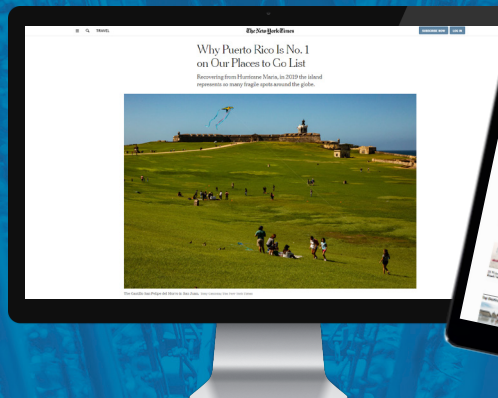 The New York Times
SUBSCRIBE NOW
LOG IN
Why Puerto Rico Is No. 1
on Our Places to Go List
Recovering from Hurricane Maria, in 2019 the island
represents so many fragile spots around the globe.